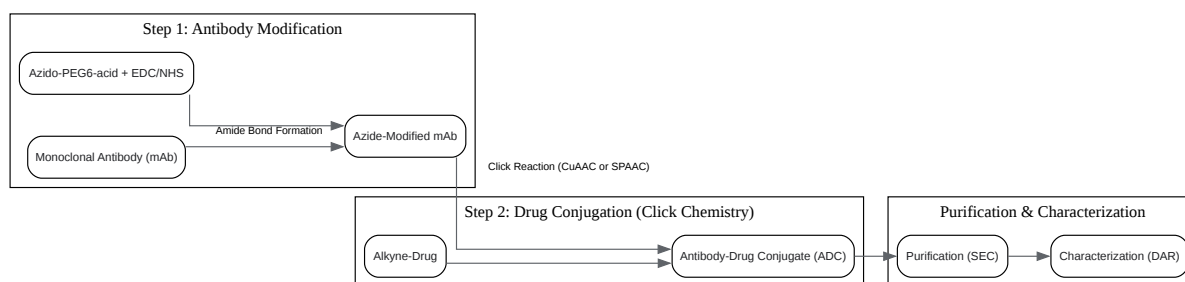 Step 1: Antibody Modification
Azido-PEG6-acid + EDC/NHS
Amide Bond Formation
Azide-Modified mAb
Monoclonal Antibody (mAb)
Click Reaction (CuAAC or SPAAC)
Step 2: Drug Conjugation (Click Chemistry)
Alkyne-Drug
Antibody-Drug Conjugate (ADC)
Purification & Characterization
Purification (SEC)
Characterization (DAR)